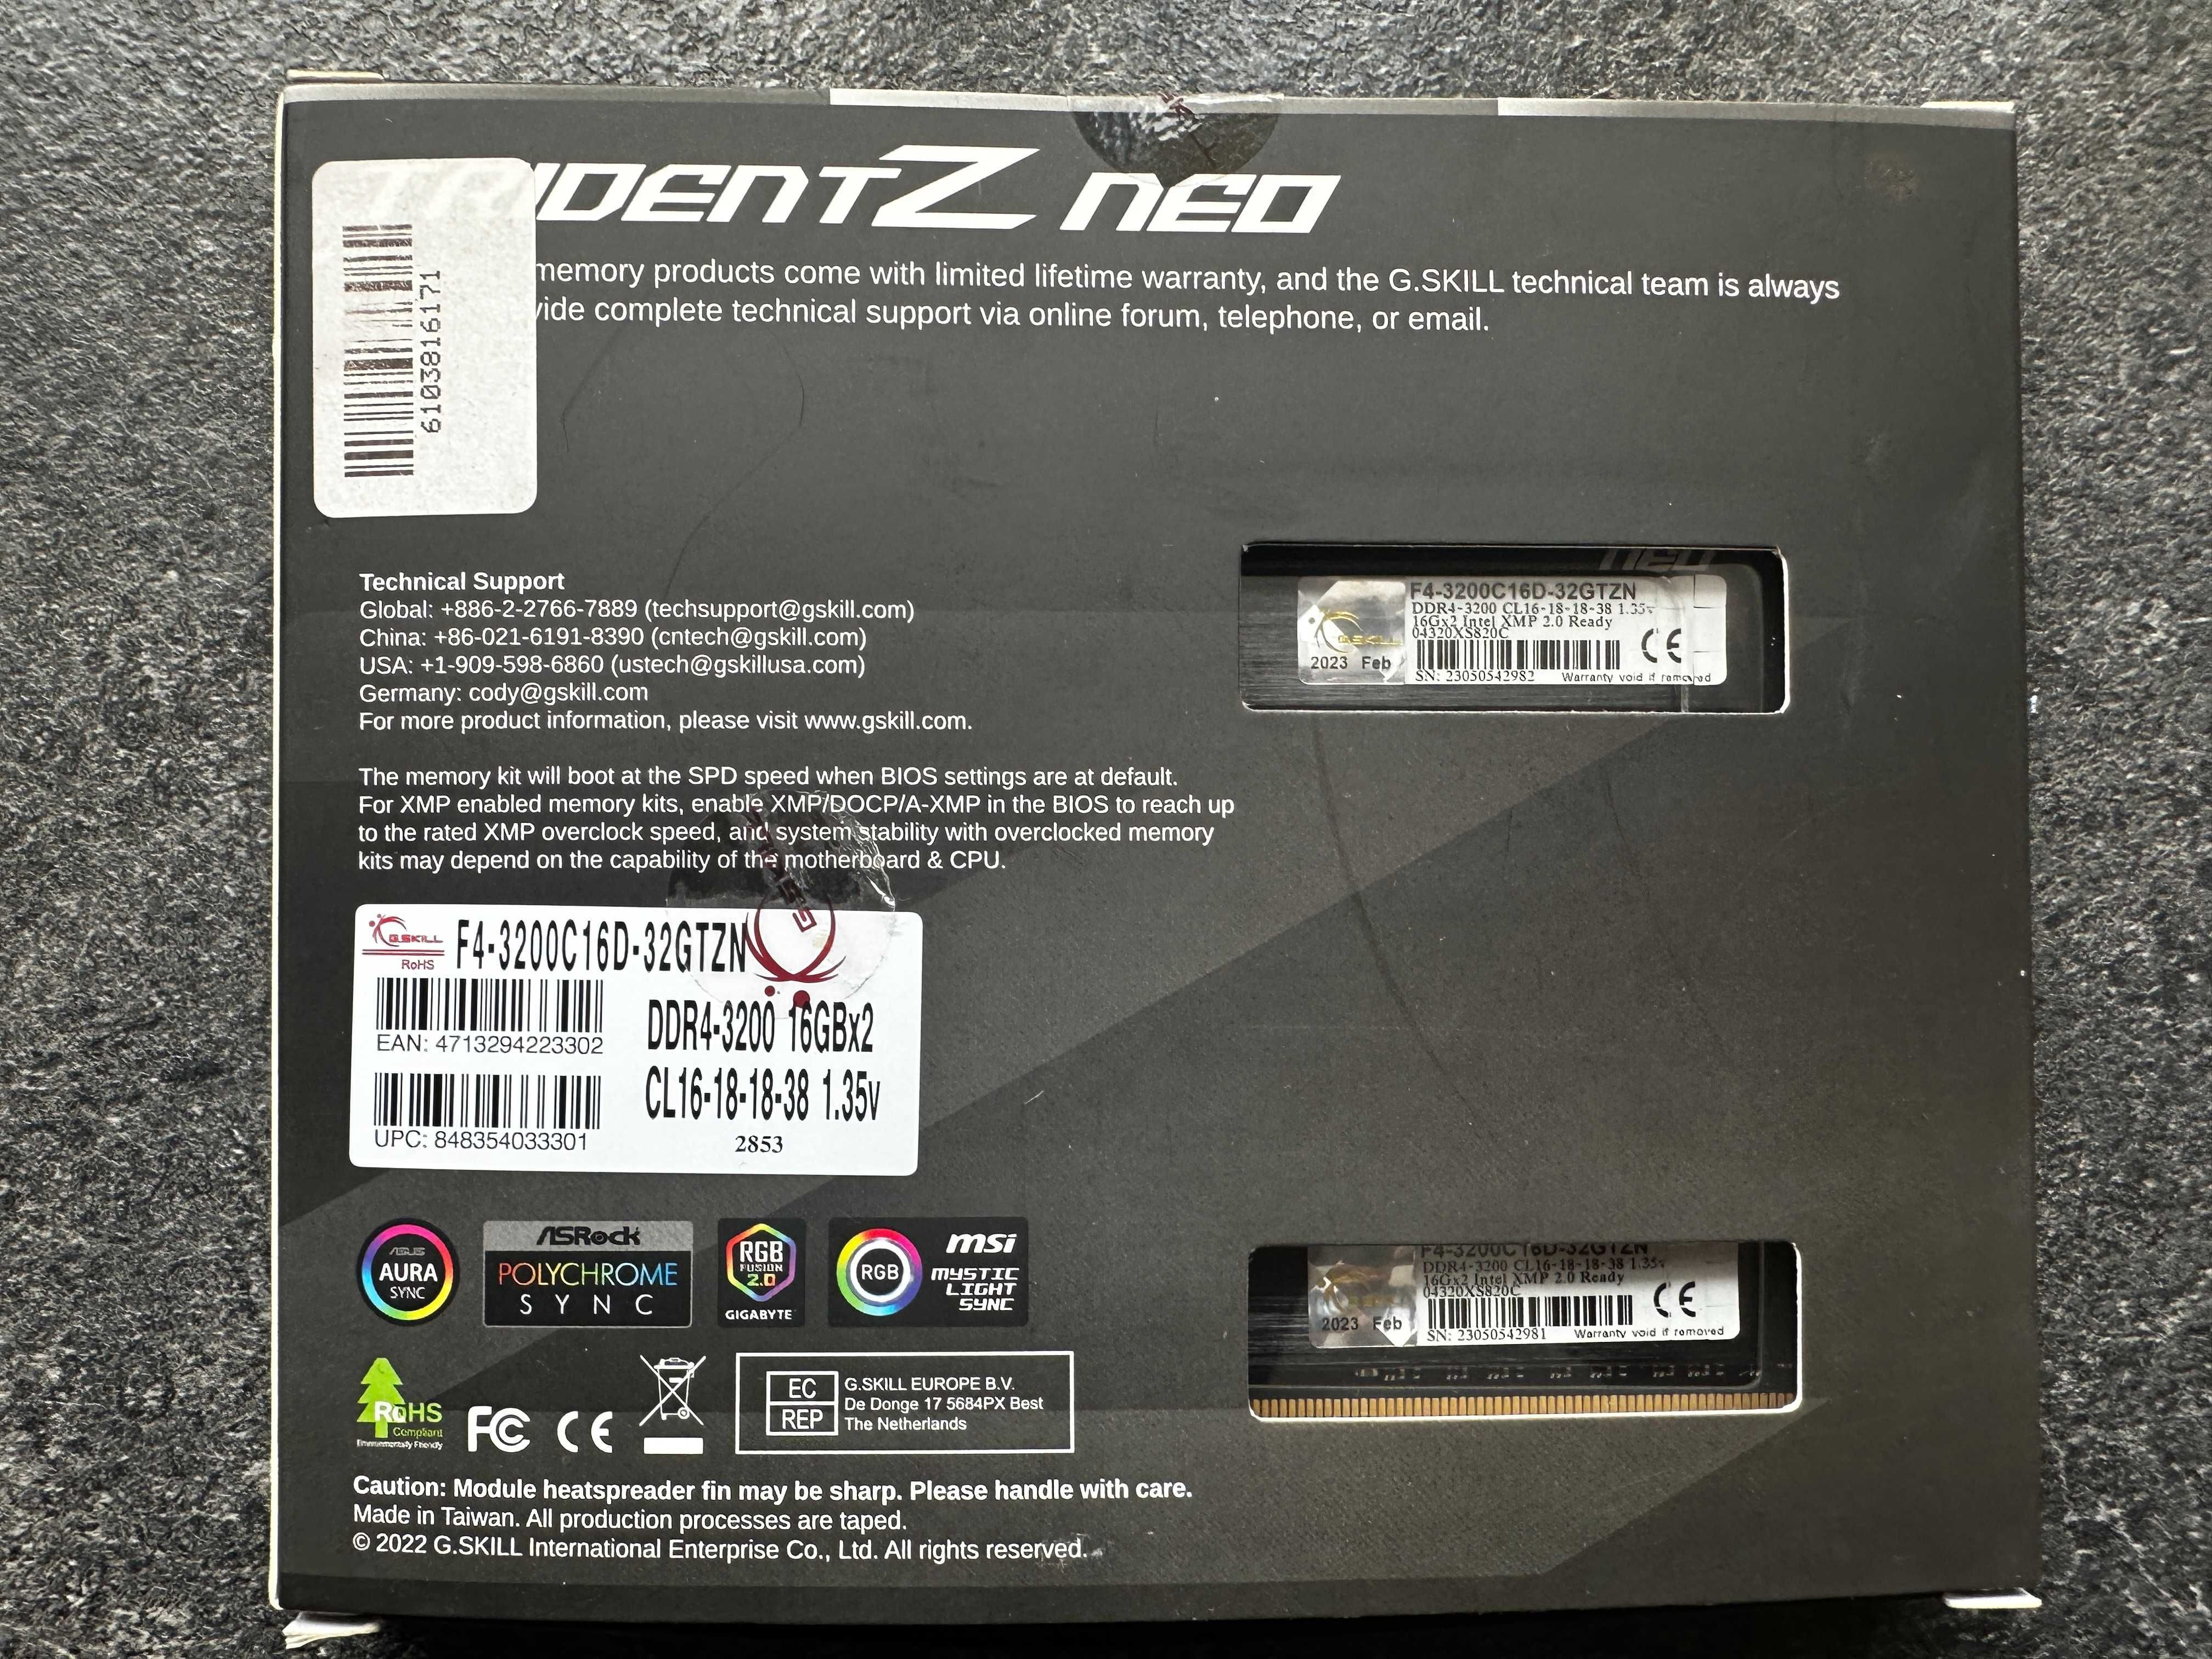 TRIDENTZ NEO
memory products come with limited lifetime warranty, and the G.SKILL technical team is always
vide complete technical support via online forum, telephone, or email.
61038816171
Technical Support
Global: +886-2-2766-7889 (techsupport@gskill.com)
China: +86-021-6191-8390 (cntech@gskill.com)
USA: +1-909-598-6860 (ustech@gskillusa.com)
Germany: cody@gskill.com
For more product information, please visit www.gskill.com.
NEO
F4-3200C16D-32GTZN
DDR4-3200 CL16-18-18-38 1.35v
16Gx2 Intel XMP 2.0 Ready
04320XS820C
G.SKILL
2023 Feb
CE
SN: 23050542982 Warranty void if removed
The memory kit will boot at the SPD speed when BIOS settings are at default.
For XMP enabled memory kits, enable XMP/DOCP/A-XMP in the BIOS to reach up
to the rated XMP overclock speed, and system stability with overclocked memory
kits may depend on the capability of the motherboard & CPU.
G.SKILL
RoHS
F4-3200C16D-32GTZN
EAN: 4713294223302
DDR4-3200 16GBx2
CL16-18-18-38 1.35v
UPC: 848354033301
2853
ASUS
AURA
SYNC
ASRock
POLYCHROME
SYNC
RGB
FUSION
2.0
GIGABYTE
RGB
msi
MYSTIC
LIGHT
SYNC
F4-3200C16D-32GTZN
DDR4-3200 CL16-18-18-38 1.35v
16Gx2 Intel XMP 2.0 Ready
04320XS820C
2023 Feb
CE
SN: 23050542981 Warranty void if removed
RoHS
Compliant
Environmentally Friendly
FC CE
EC
REP
G.SKILL EUROPE B.V.
De Donge 17 5684PX Best
The Netherlands
Caution: Module heatspreader fin may be sharp. Please handle with care.
Made in Taiwan. All production processes are taped.
© 2022 G.SKILL International Enterprise Co., Ltd. All rights reserved.